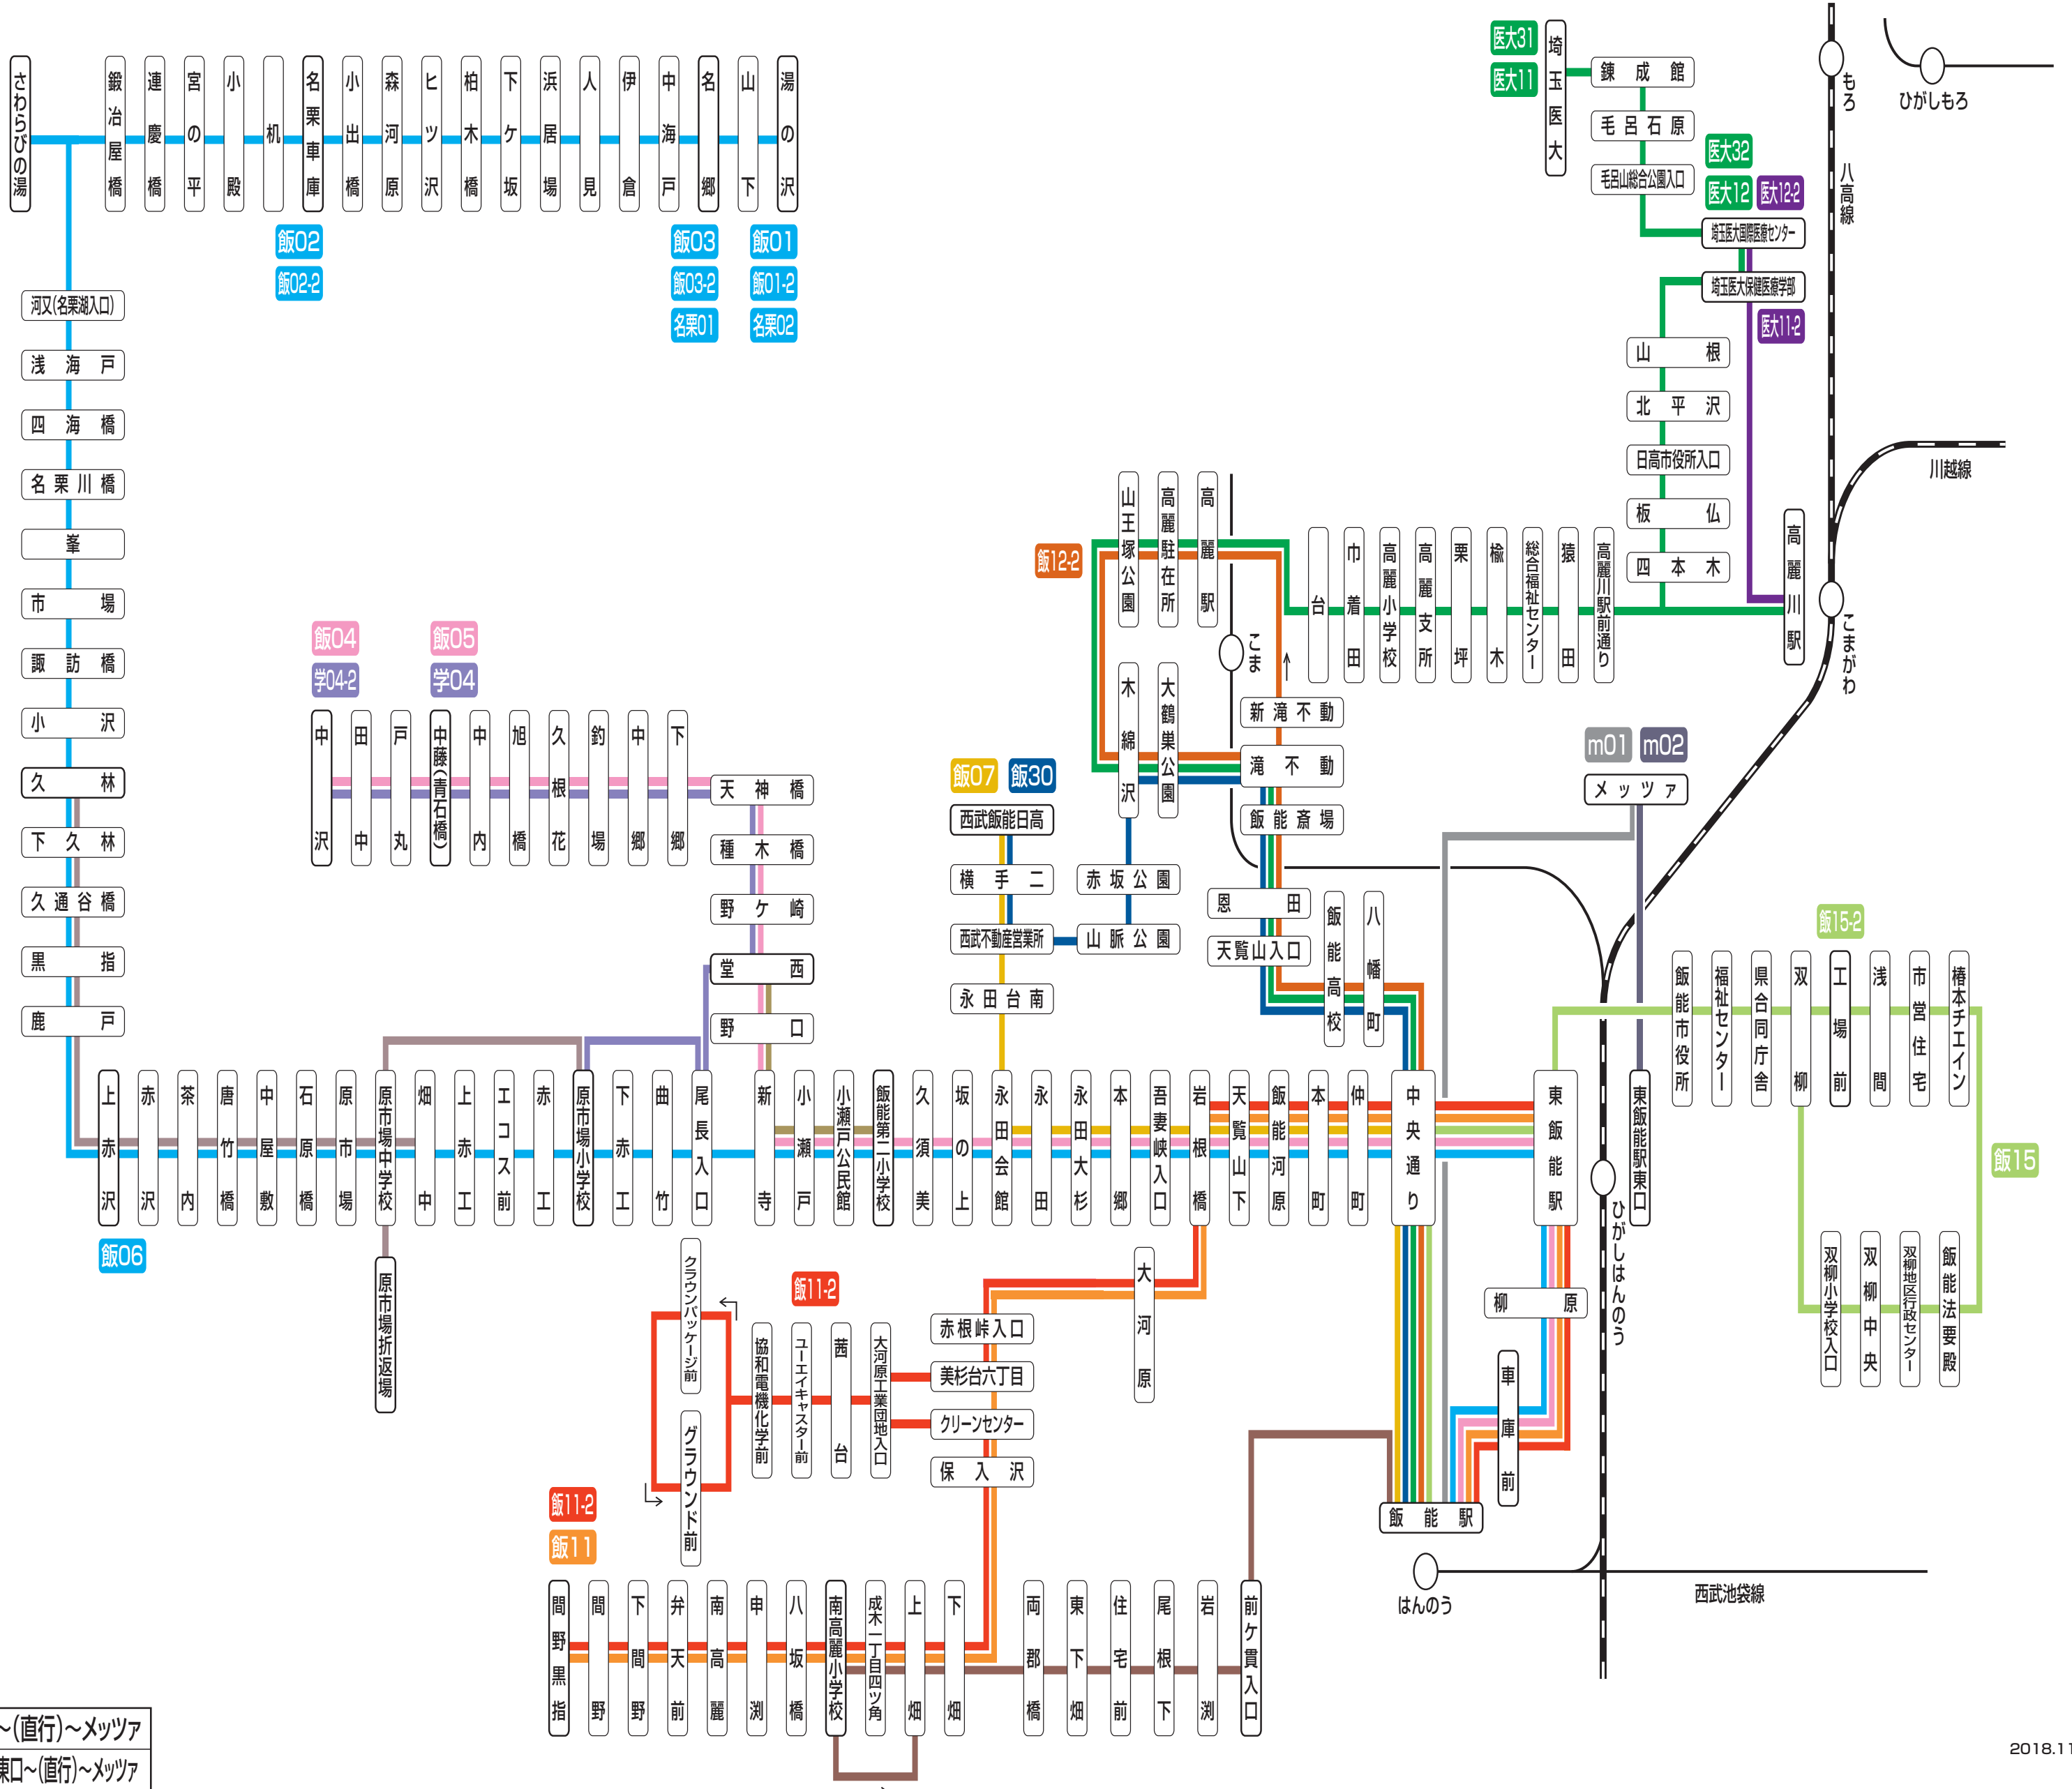 さわらびの湯
鍛冶屋橋
連慶橋
宮の平
小殿
机
名栗車庫
小出橋
森河原
ヒツ沢
柏木橋
下ケ坂
浜居場
人見
伊倉
中海戸
名郷
山下
湯の沢
飯02
飯02-2
飯03
飯03-2
名栗01
飯01
飯01-2
名栗02
医大31
医大11
埼玉医大
錬成館
毛呂石原
毛呂山総合公園入口
医大32
医大12
医大12-2
埼玉医大国際医療センター
埼玉医大保健医療学部
医大11-2
もろ
ひがしもろ
八高線
川越線
山根
北平沢
日高市役所入口
板仏
四本木
高麗川駅
こまがわ
河又(名栗湖入口)
浅海戸
四海橋
名栗川橋
峯
市場
諏訪橋
小沢
久林
下久林
久通谷橋
黒指
鹿戸
飯04
学04-2
飯05
学04
中沢
田中
戸丸
中藤(青石橋)
中内
旭橋
久根花
釣場
中郷
下郷
天神橋
種木橋
野ケ崎
堂西
野口
飯12-2
山王塚公園
高麗駐在所
高麗駅
木綿沢
大鶴巣公園
こま
台
巾着田
高麗小学校
高麗支所
栗坪
楡木
総合福祉センター
猿田
高麗川駅前通り
新滝不動
滝不動
飯能斎場
恩田
天覧山入口
飯能高校
八幡町
飯07
飯30
西武飯能日高
横手二
西武不動産営業所
永田台南
赤坂公園
山脈公園
m01
m02
メッツァ
飯15-2
飯能市役所
福祉センター
県合同庁舎
双柳
工場前
浅間
市営住宅
椿本チエイン
飯15
双柳小学校入口
双柳中央
双柳地区行政センター
飯能法要殿
上赤沢
赤沢
茶内
唐竹橋
中屋敷
石原橋
原市場
原市場中学校
畑中
上赤工
エコス前
赤工
原市場小学校
下赤工
曲竹
尾長入口
新寺
小瀬戸
小瀬戸公民館
飯能第二小学校
久須美
坂の上
永田会館
永田
永田大杉
本郷
吾妻峡入口
岩根橋
天覧山下
飯能河原
本町
仲町
中央通り
東飯能駅
東飯能駅東口
ひがしはんのう
飯06
原市場折返場
クラウンパッケージ前
グラウンド前
飯11-2
協和電機化学前
ユーエイキャスター前
茜台
大河原工業団地入口
赤根峠入口
美杉台六丁目
クリーンセンター
保入沢
大河原
柳原
車庫前
飯能駅
はんのう
西武池袋線
飯11-2
飯11
間野黒指
間野
下間野
弁天前
南高麗
申渕
八坂橋
南高麗小学校
成木一丁目四ツ角
上畑
下畑
両郡橋
東下畑
住宅前
尾根下
岩渕
前ケ貫入口
～(直行)～メッツァ
東口～(直行)～メッツァ
2018.11